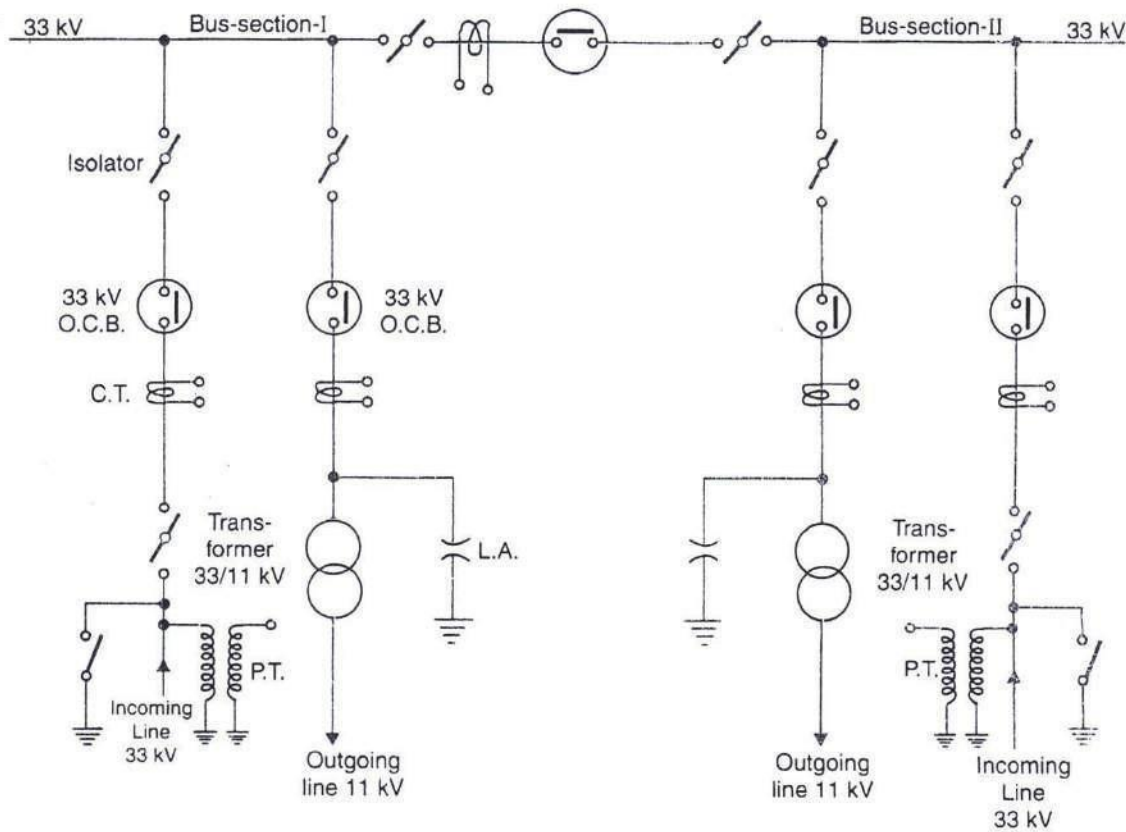 33 kV
Bus-section-I
Bus-section-II
33 kV
Isolator
33 kV
O.C.B.
33 kV
O.C.B.
C.T.
Trans-
former
33/11 kV
L.A.
Trans-
former
33/11 kV
P.T.
P.T.
Incoming
Line
33 kV
Outgoing
line 11 kV
Outgoing
line 11 kV
Incoming
Line
33 kV